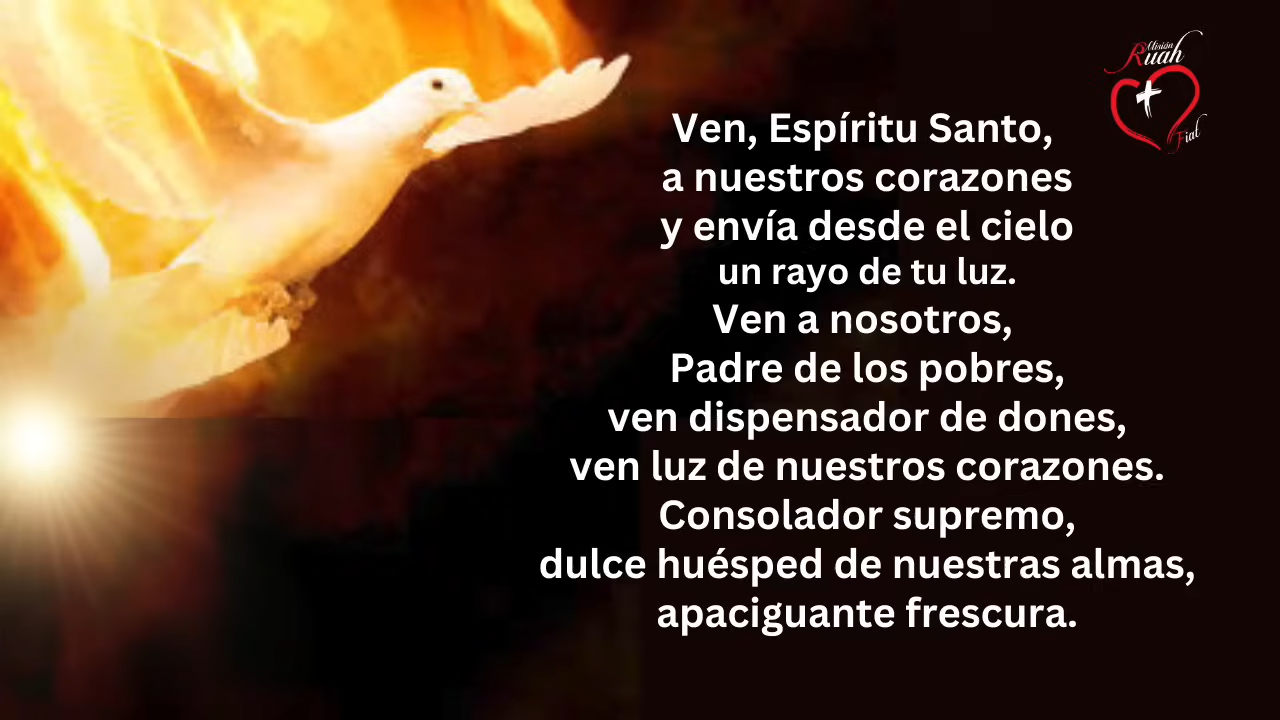 Misión
Ruah
Fiat
Ven, Espíritu Santo,
a nuestros corazones
y envía desde el cielo
un rayo de tu luz.
Ven a nosotros,
Padre de los pobres,
ven dispensador de dones,
ven luz de nuestros corazones.
Consolador supremo,
dulce huésped de nuestras almas,
apaciguante frescura.